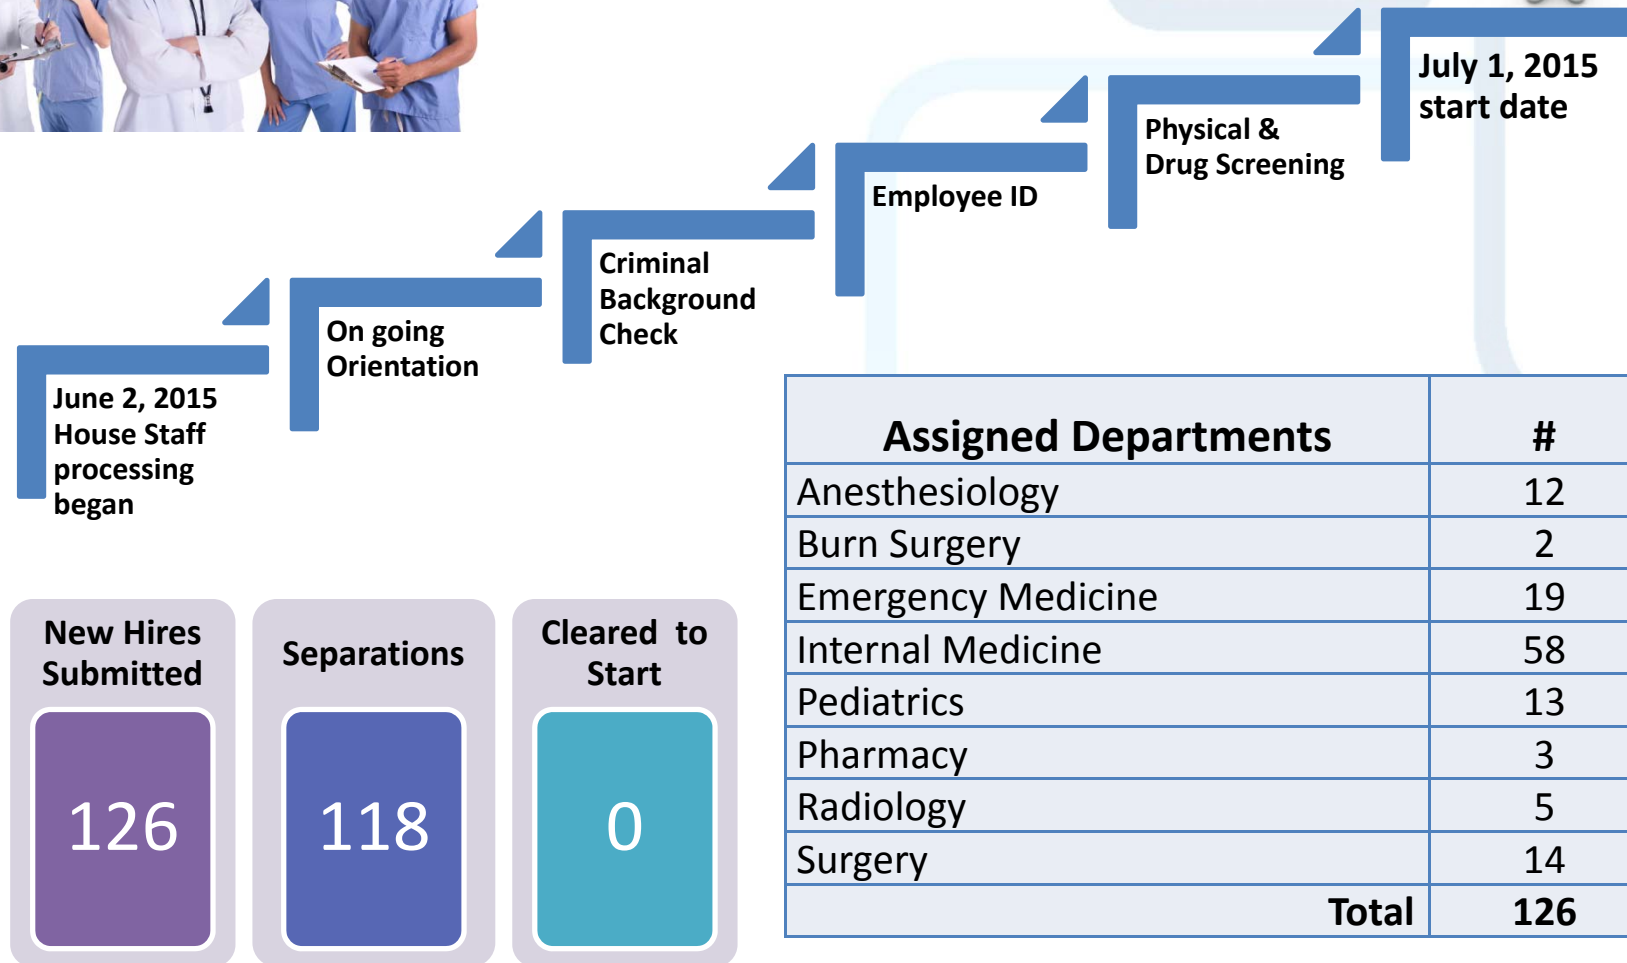 June 2, 2015
House Staff
processing
began
On going
Orientation
Criminal
Background
Check
Employee ID
Physical &
Drug Screening
July 1, 2015
start date
New Hires
Submitted
126
Separations
118
Cleared to
Start
0
Assigned Departments #
Anesthesiology 12
Burn Surgery 2
Emergency Medicine 19
Internal Medicine 58
Pediatrics 13
Pharmacy 3
Radiology 5
Surgery 14
Total 126